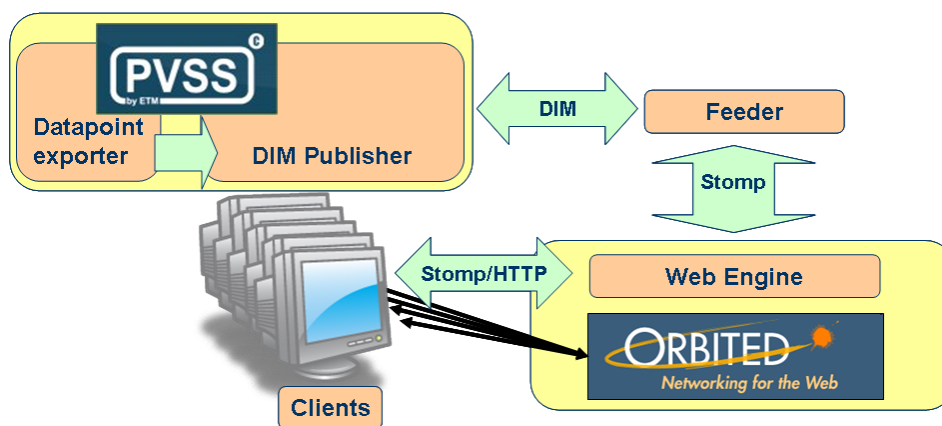 C
PVSS
by ETM
Datapoint
exporter
DIM Publisher
DIM
Feeder
Stomp
Stomp/HTTP
Web Engine
ORBITED
Networking for the Web
Clients